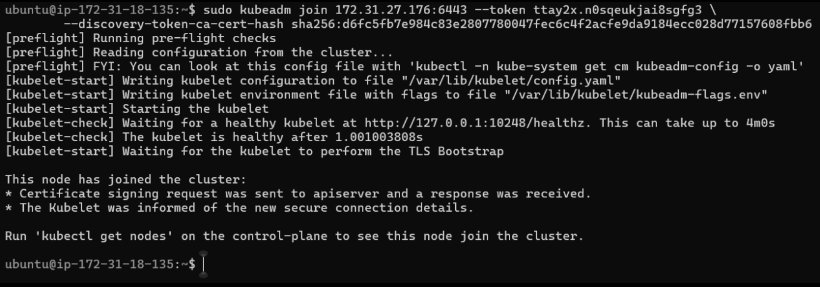 ubuntu@ip-172-31-18-135:~$ sudo kubeadm join 172.31.27.176:6443 --token ttay2x.n0sqeukjai8sgfg3 \
--discovery-token-ca-cert-hash sha256:d6fc5fb7e984c83e2807780047fec6c4f2acfe9da9184ecc028d77157608fbb6
[preflight] Running pre-flight checks
[preflight] Reading configuration from the cluster...
[preflight] FYI: You can look at this config file with 'kubectl -n kube-system get cm kubeadm-config -o yaml'
[kubelet-start] Writing kubelet configuration to file "/var/lib/kubelet/config.yaml"
[kubelet-start] Writing kubelet environment file with flags to file "/var/lib/kubelet/kubeadm-flags.env"
[kubelet-start] Starting the kubelet
[kubelet-check] Waiting for a healthy kubelet at http://127.0.0.1:10248/healthz. This can take up to 4m0s
[kubelet-check] The kubelet is healthy after 1.001003808s
[kubelet-start] Waiting for the kubelet to perform the TLS Bootstrap
This node has joined the cluster:
* Certificate signing request was sent to apiserver and a response was received.
* The Kubelet was informed of the new secure connection details.
Run 'kubectl get nodes' on the control-plane to see this node join the cluster.
ubuntu@ip-172-31-18-135:~$